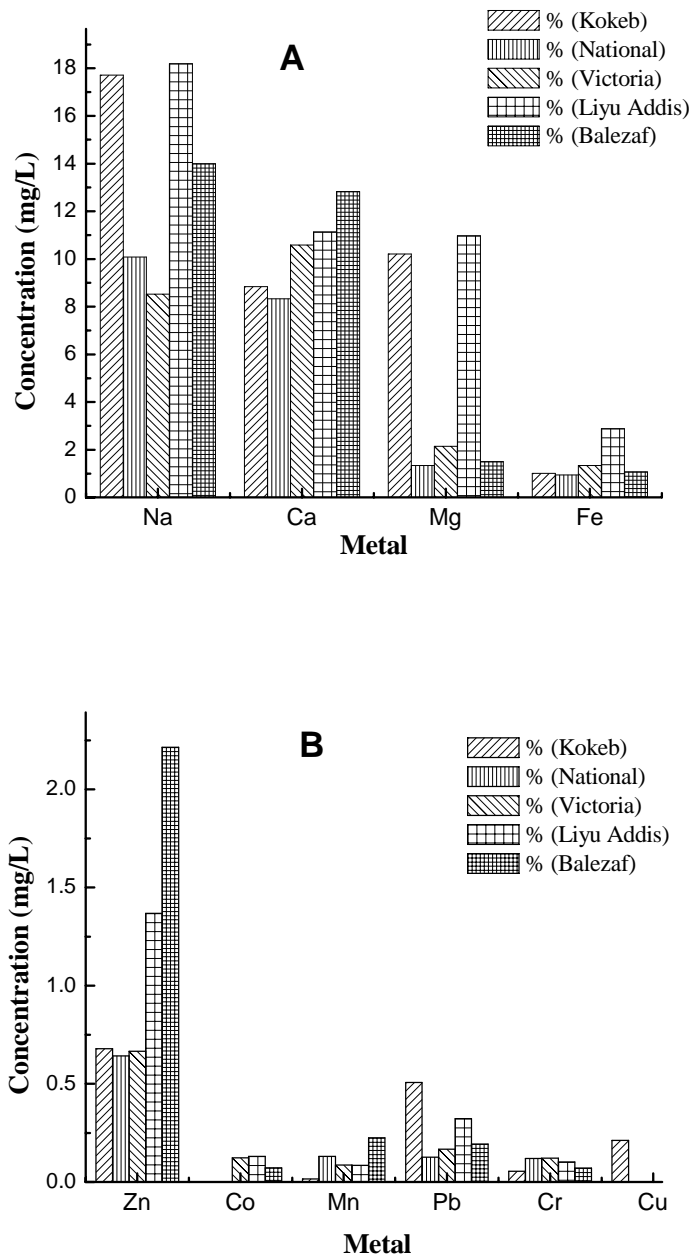 A
% (Kokeb)
% (National)
% (Victoria)
% (Liyu Addis)
% (Balezaf)
Concentration (mg/L)
18
16
14
12
10
8
6
4
2
0
Na Ca Mg Fe
Metal
B
% (Kokeb)
% (National)
% (Victoria)
% (Liyu Addis)
% (Balezaf)
Concentration (mg/L)
2.0
1.5
1.0
0.5
0.0
Zn Co Mn Pb Cr Cu
Metal